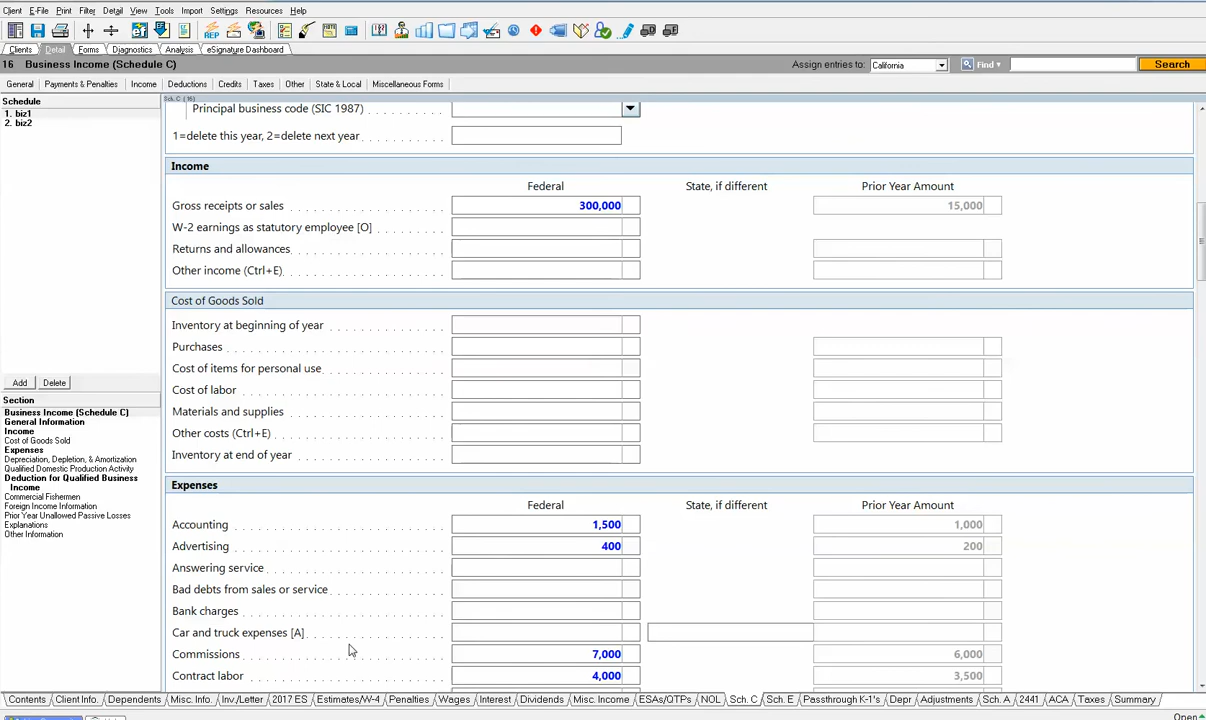 Client E-File Print Filter Detail View Tools Import Settings Resources Help
Clients Detail Forms Diagnostics Analysis eSignature Dashboard
16 Business Income (Schedule C) Assign entries to: California Find Search
General Payments & Penalties Income Deductions Credits Taxes Other State & Local Miscellaneous Forms
Schedule
1. biz1
2. biz2
Add Delete
Section
Business Income (Schedule C)
General Information
Income
Cost of Goods Sold
Expenses
Depreciation, Depletion, & Amortization
Qualified Domestic Production Activity
Deduction for Qualified Business
Income
Commercial Fishermen
Foreign Income Information
Prior Year Unallowed Passive Losses
Explanations
Other Information
Sch. C (16)
Principal business code (SIC 1987)
1=delete this year, 2=delete next year
Income
Federal State, if different Prior Year Amount
Gross receipts or sales 300,000 15,000
W-2 earnings as statutory employee [O]
Returns and allowances
Other income (Ctrl+E)
Cost of Goods Sold
Inventory at beginning of year
Purchases
Cost of items for personal use
Cost of labor
Materials and supplies
Other costs (Ctrl+E)
Inventory at end of year
Expenses
Federal State, if different Prior Year Amount
Accounting 1,500 1,000
Advertising 400 200
Answering service
Bad debts from sales or service
Bank charges
Car and truck expenses [A]
Commissions 7,000 6,000
Contract labor 4,000 3,500
Contents Client Info. Dependents Misc. Info. Inv./Letter 2017 ES Estimates/W-4 Penalties Wages Interest Dividends Misc. Income ESAs/QTPs NOL Sch. C Sch. E Passthrough K-1's Depr Adjustments Sch. A 2441 ACA Taxes Summary
Open